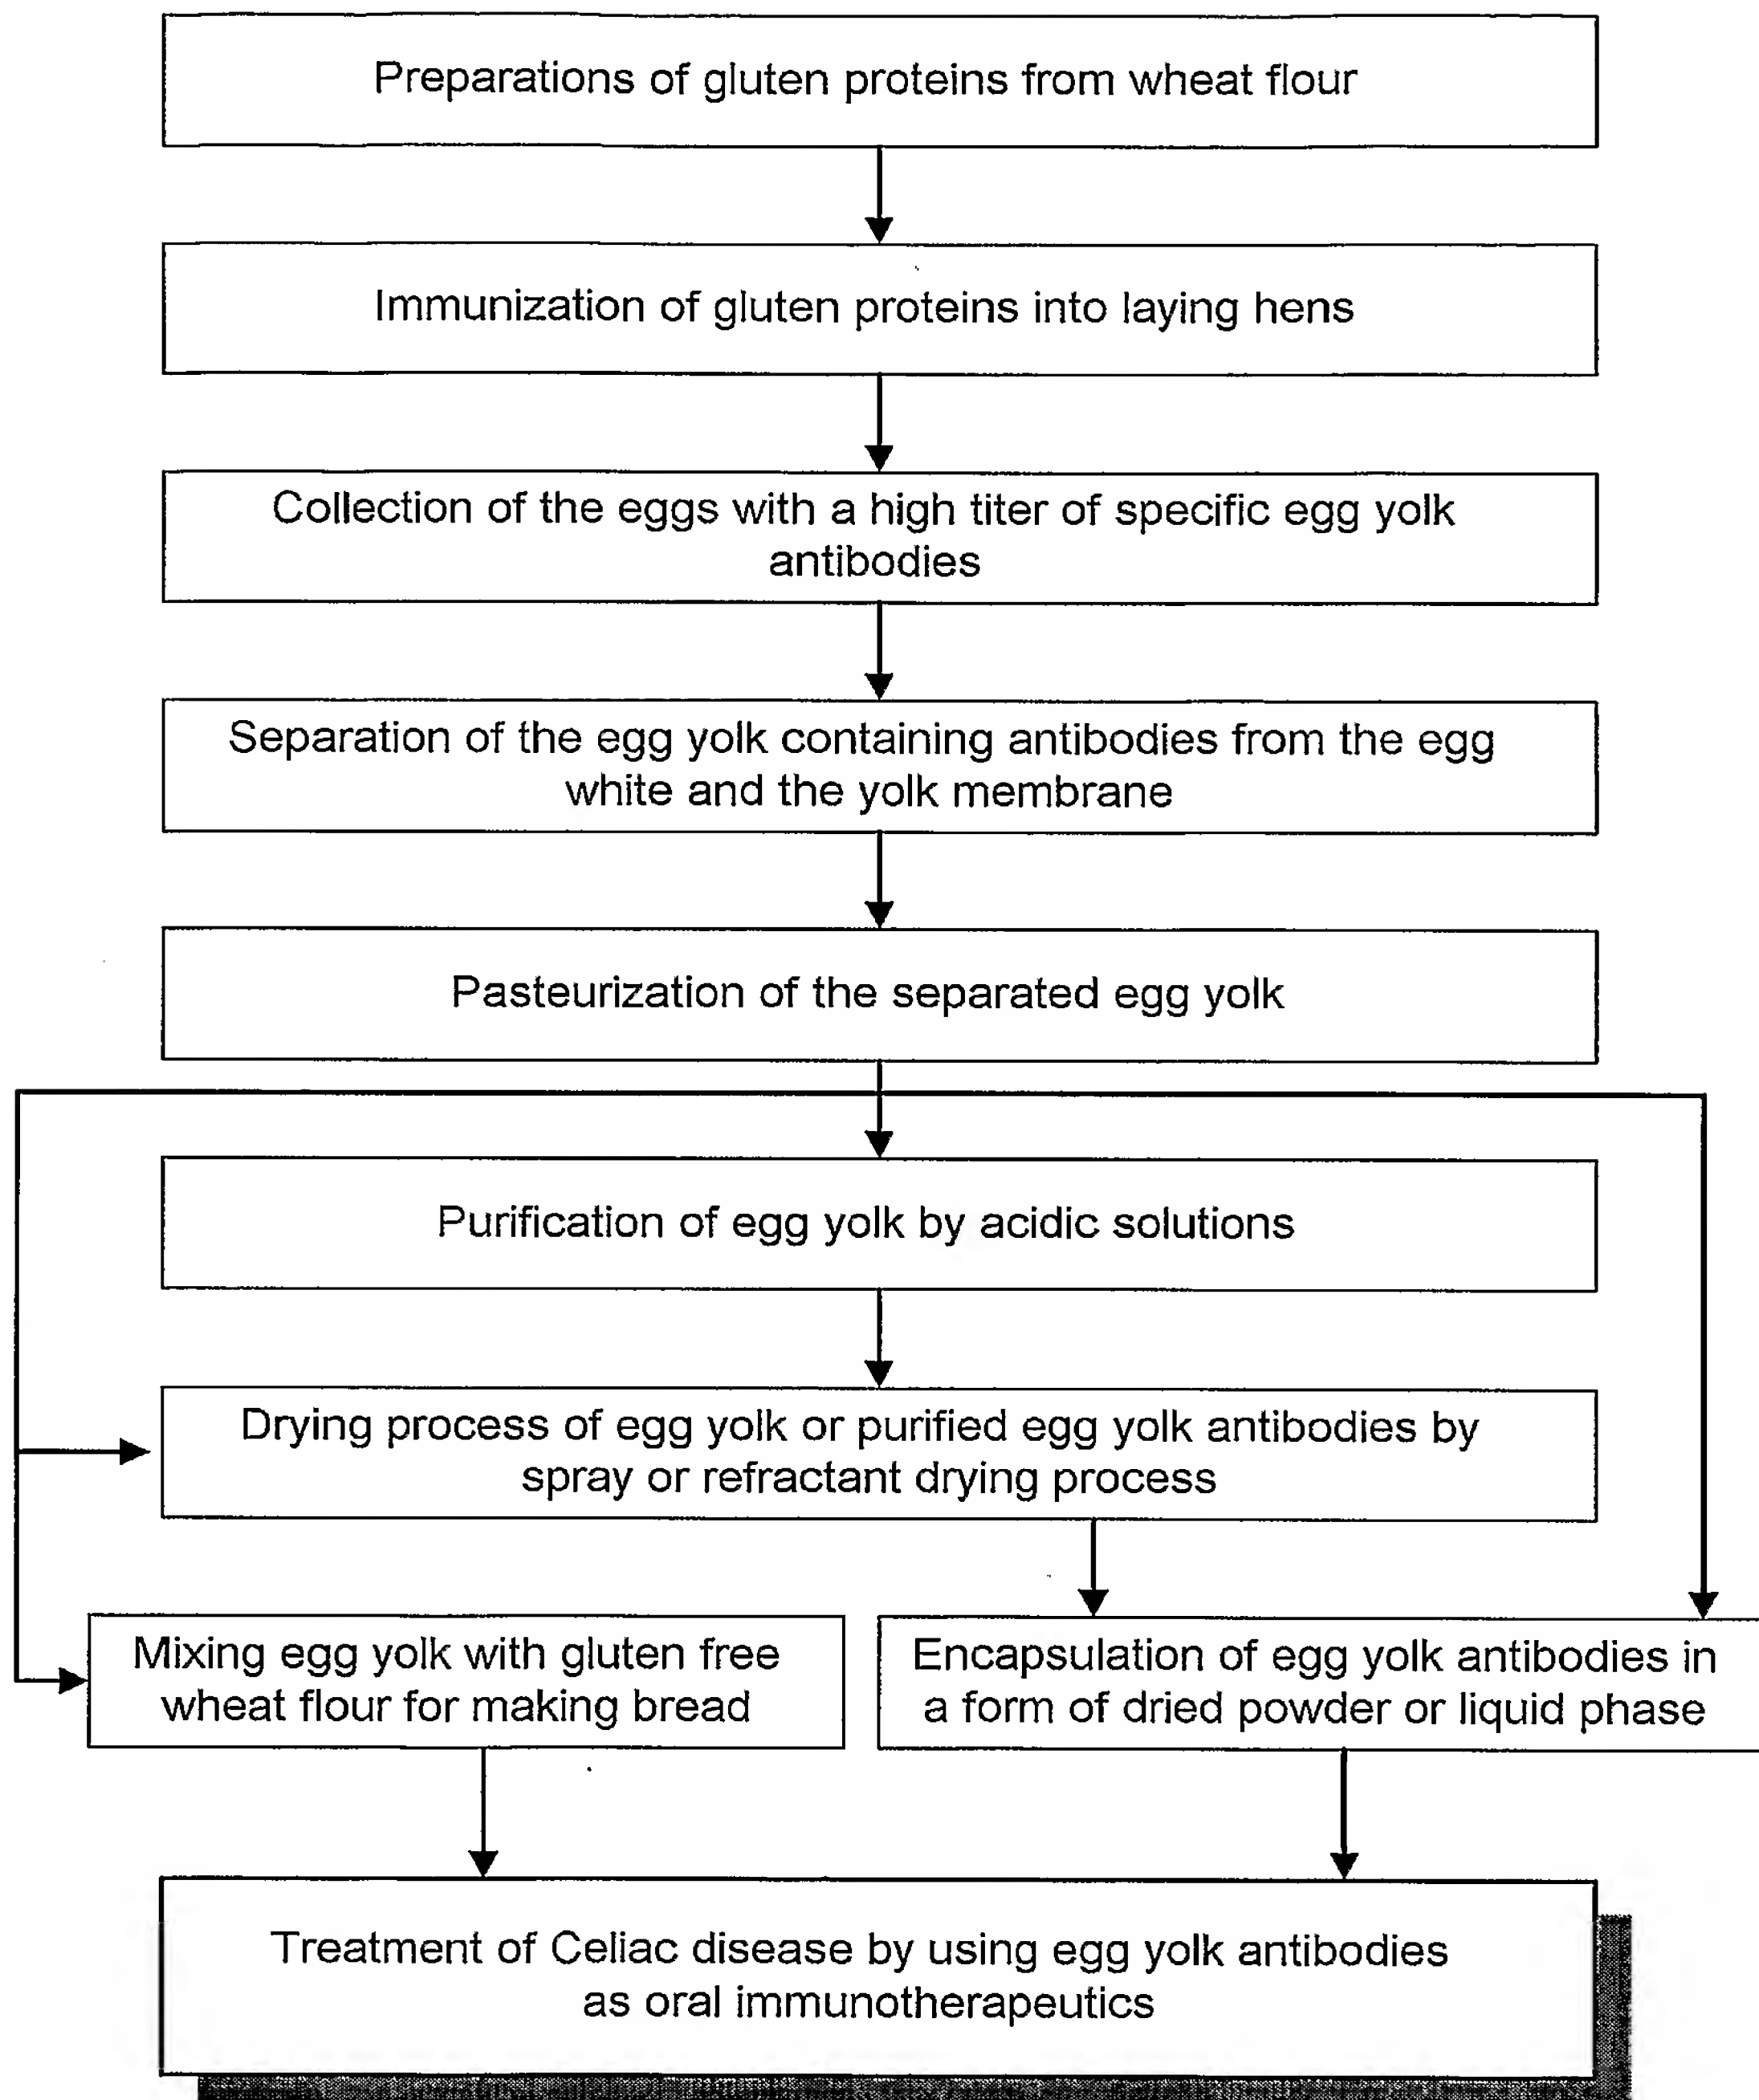 Preparations of gluten proteins from wheat flour
Immunization of gluten proteins into laying hens
Collection of the eggs with a high titer of specific egg yolk
antibodies
Separation of the egg yolk containing antibodies from the egg
white and the yolk membrane
Pasteurization of the separated egg yolk
Purification of egg yolk by acidic solutions
Drying process of egg yolk or purified egg yolk antibodies by
spray or refractant drying process
Mixing egg yolk with gluten free
wheat flour for making bread
Encapsulation of egg yolk antibodies in
a form of dried powder or liquid phase
Treatment of Celiac disease by using egg yolk antibodies
as oral immunotherapeutics